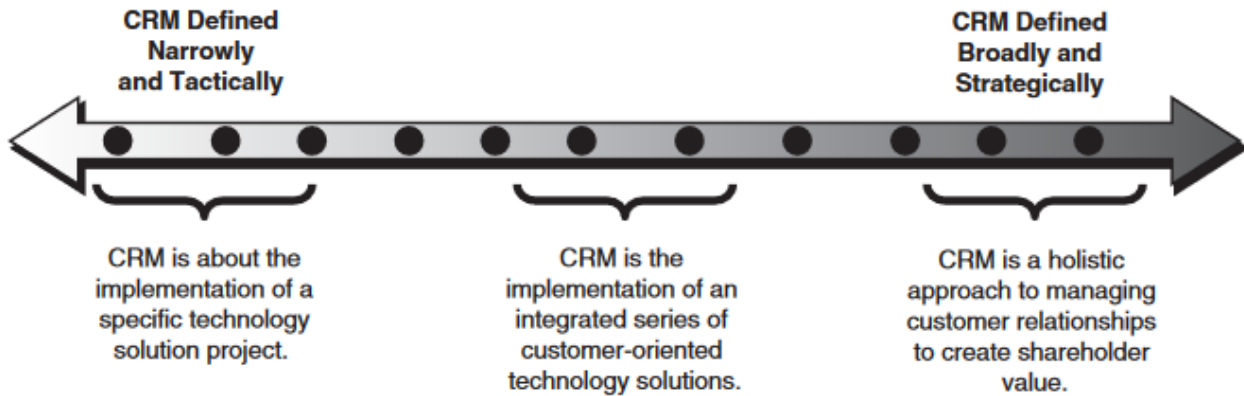 CRM Defined
Narrowly
and Tactically
CRM Defined
Broadly and
Strategically
CRM is about the
implementation of a
specific technology
solution project.
CRM is the
implementation of an
integrated series of
customer-oriented
technology solutions.
CRM is a holistic
approach to managing
customer relationships
to create shareholder
value.